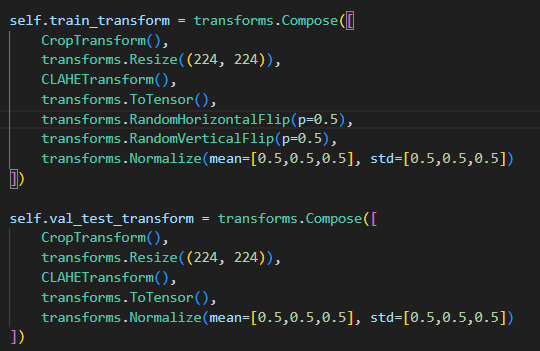 self.train_transform = transforms.Compose([
    CropTransform(),
    transforms.Resize((224, 224)),
    CLAHETransform(),
    transforms.ToTensor(),
    transforms.RandomHorizontalFlip(p=0.5),
    transforms.RandomVerticalFlip(p=0.5),
    transforms.Normalize(mean=[0.5,0.5,0.5], std=[0.5,0.5,0.5])
])
self.val_test_transform = transforms.Compose([
    CropTransform(),
    transforms.Resize((224, 224)),
    CLAHETransform(),
    transforms.ToTensor(),
    transforms.Normalize(mean=[0.5,0.5,0.5], std=[0.5,0.5,0.5])
])